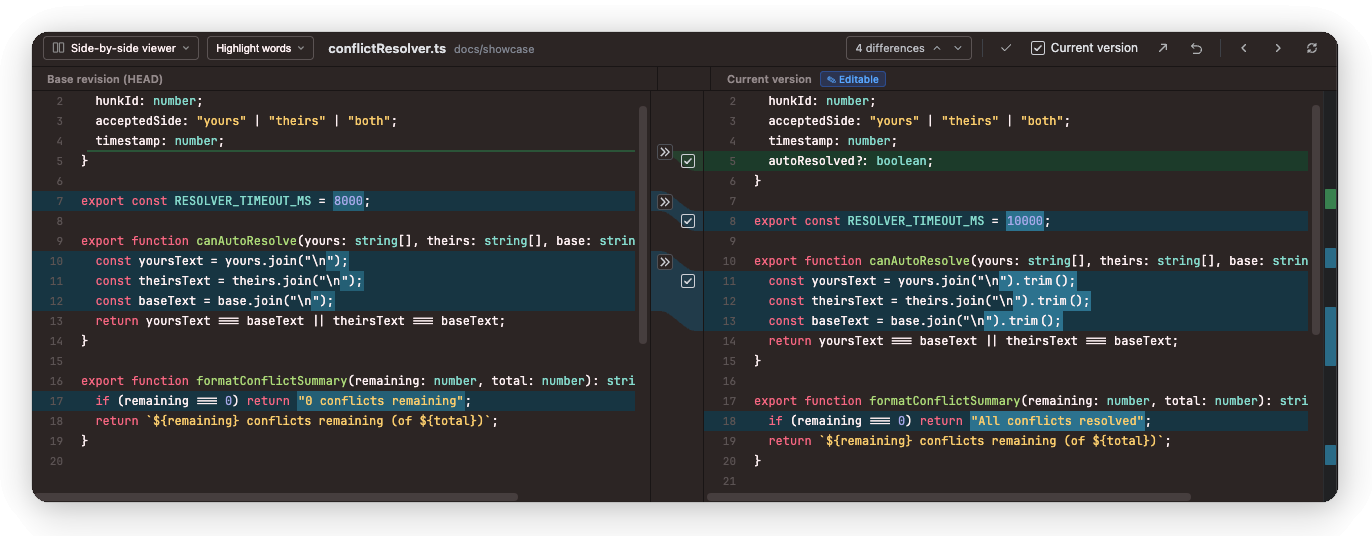 Side-by-side viewer Highlight words conflictResolver.ts docs/showcase 4 differences Current version
Base revision (HEAD)
2 hunkId: number;
3 acceptedSide: "yours" | "theirs" | "both";
4 timestamp: number;
5 }
6
7 export const RESOLVER_TIMEOUT_MS = 8000;
8
9 export function canAutoResolve(yours: string[], theirs: string[], base: strin
10 const yoursText = yours.join("\n");
11 const theirsText = theirs.join("\n");
12 const baseText = base.join("\n");
13 return yoursText === baseText || theirsText === baseText;
14 }
15
16 export function formatConflictSummary(remaining: number, total: number): stri
17 if (remaining === 0) return "0 conflicts remaining";
18 return `${remaining} conflicts remaining (of ${total})`;
19 }
20
Current version Editable
2 hunkId: number;
3 acceptedSide: "yours" | "theirs" | "both";
4 timestamp: number;
5 autoResolved?: boolean;
6 }
7
8 export const RESOLVER_TIMEOUT_MS = 10000;
9
10 export function canAutoResolve(yours: string[], theirs: string[], base: strin
11 const yoursText = yours.join("\n").trim();
12 const theirsText = theirs.join("\n").trim();
13 const baseText = base.join("\n").trim();
14 return yoursText === baseText || theirsText === baseText;
15 }
16
17 export function formatConflictSummary(remaining: number, total: number): stri
18 if (remaining === 0) return "All conflicts resolved";
19 return `${remaining} conflicts remaining (of ${total})`;
20 }
21